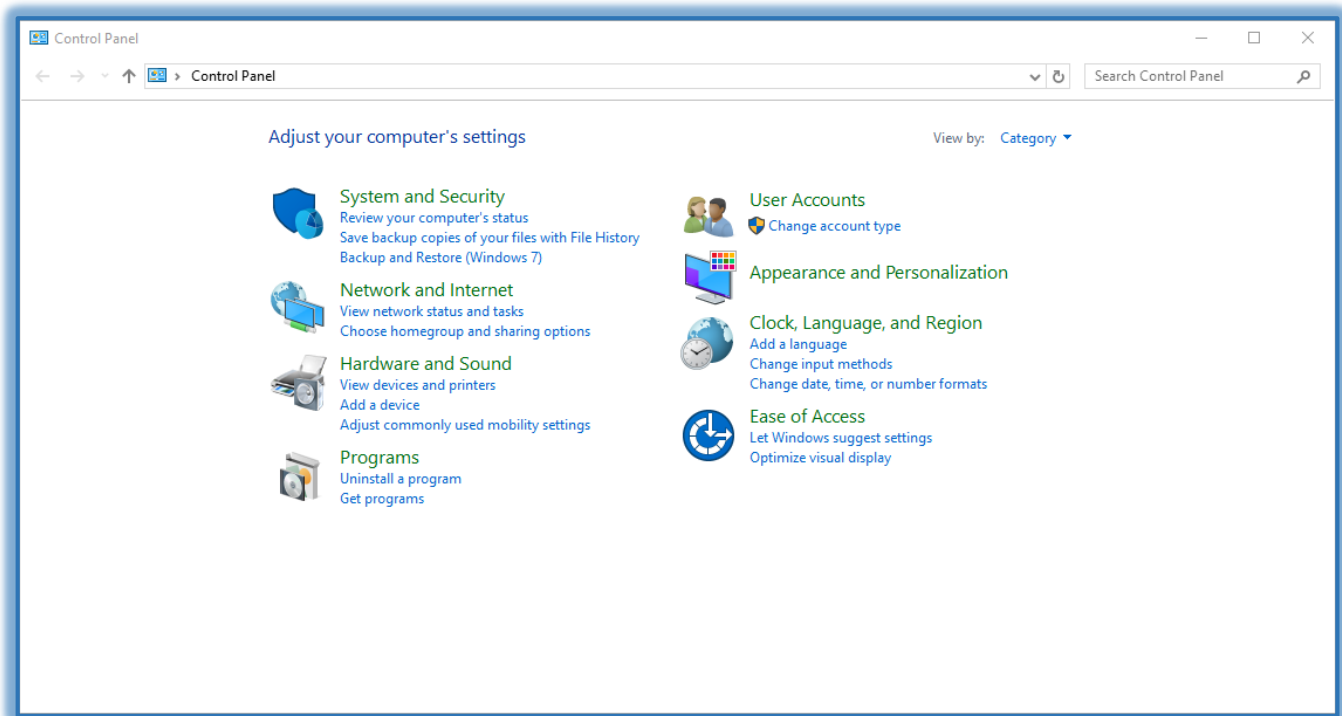 Control Panel
Control Panel
Search Control Panel
Adjust your computer's settings
View by: Category
System and Security
Review your computer's status
Save backup copies of your files with File History
Backup and Restore (Windows 7)
Network and Internet
View network status and tasks
Choose homegroup and sharing options
Hardware and Sound
View devices and printers
Add a device
Adjust commonly used mobility settings
Programs
Uninstall a program
Get programs
User Accounts
Change account type
Appearance and Personalization
Clock, Language, and Region
Add a language
Change input methods
Change date, time, or number formats
Ease of Access
Let Windows suggest settings
Optimize visual display